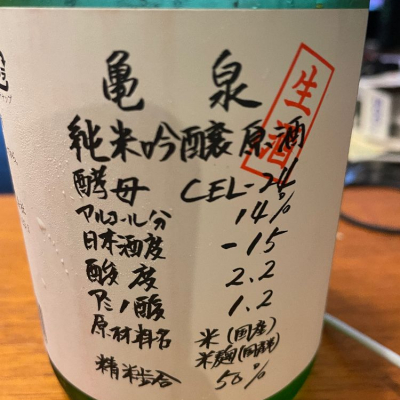 亀泉
生酒
純米吟醸原酒
酵母 CEL-24
アルコール分 14%
日本酒度 -15
酸度 2.2
アミノ酸 1.2
原材料名 米(国産)
米麹(国産米)
精米歩合 50%